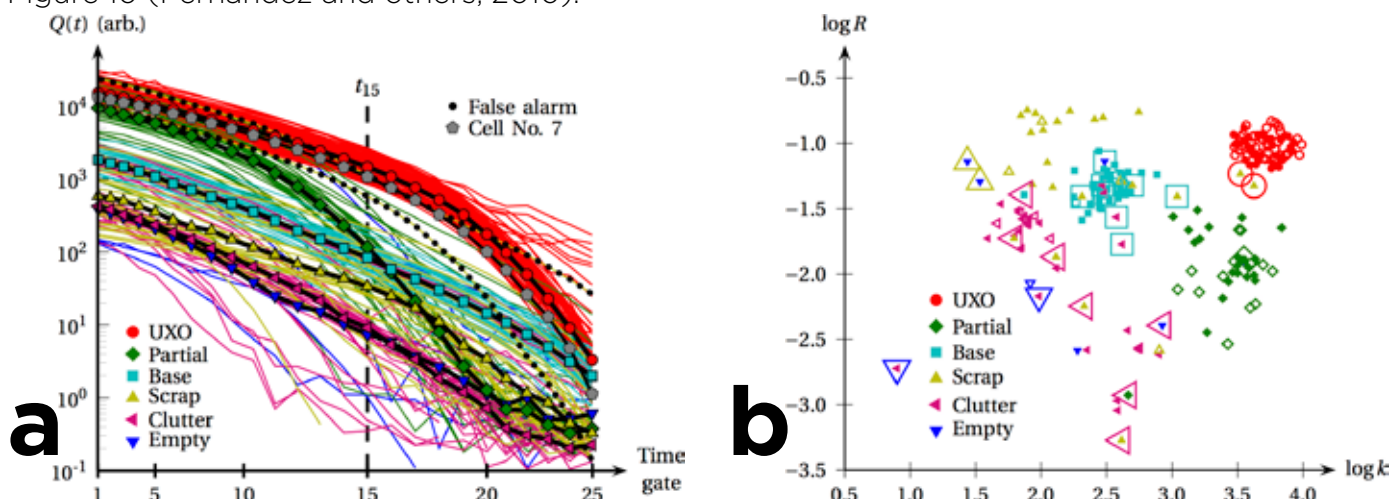 Figure 10 (Fernandez and others, 2010).
Q(t) (arb.)
t15
False alarm
Cell No. 7
10^4
10^3
10^2
10^1
10^0
10^-1
UXO
Partial
Base
Scrap
Clutter
Empty
1 5 10 15 20 25
Time
gate
a
log R
−0.5
−1.0
−1.5
−2.0
−2.5
−3.0
−3.5
UXO
Partial
Base
Scrap
Clutter
Empty
0.5 1.0 1.5 2.0 2.5 3.0 3.5 4.0
log k
b